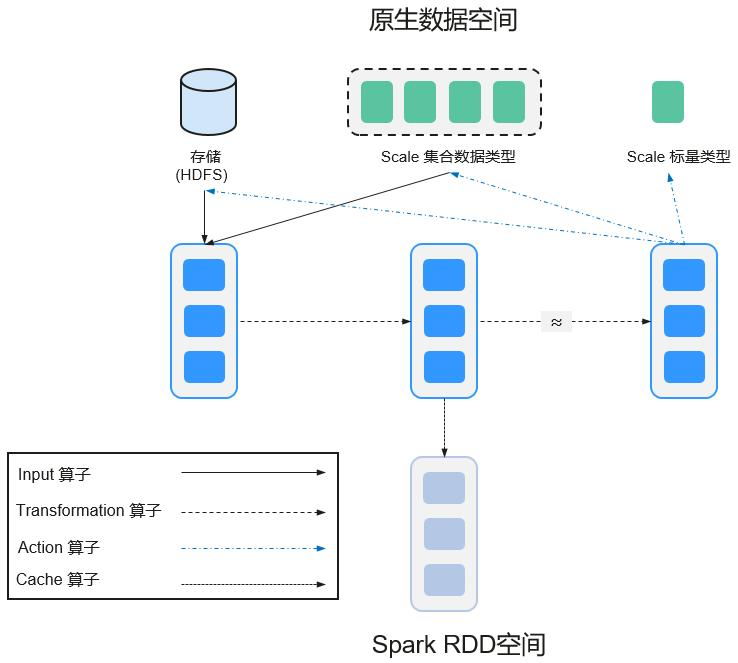 原生数据空间
存储
(HDFS)
Scale 集合数据类型
Scale 标量类型
≈
Input 算子
Transformation 算子
Action 算子
Cache 算子
Spark RDD空间